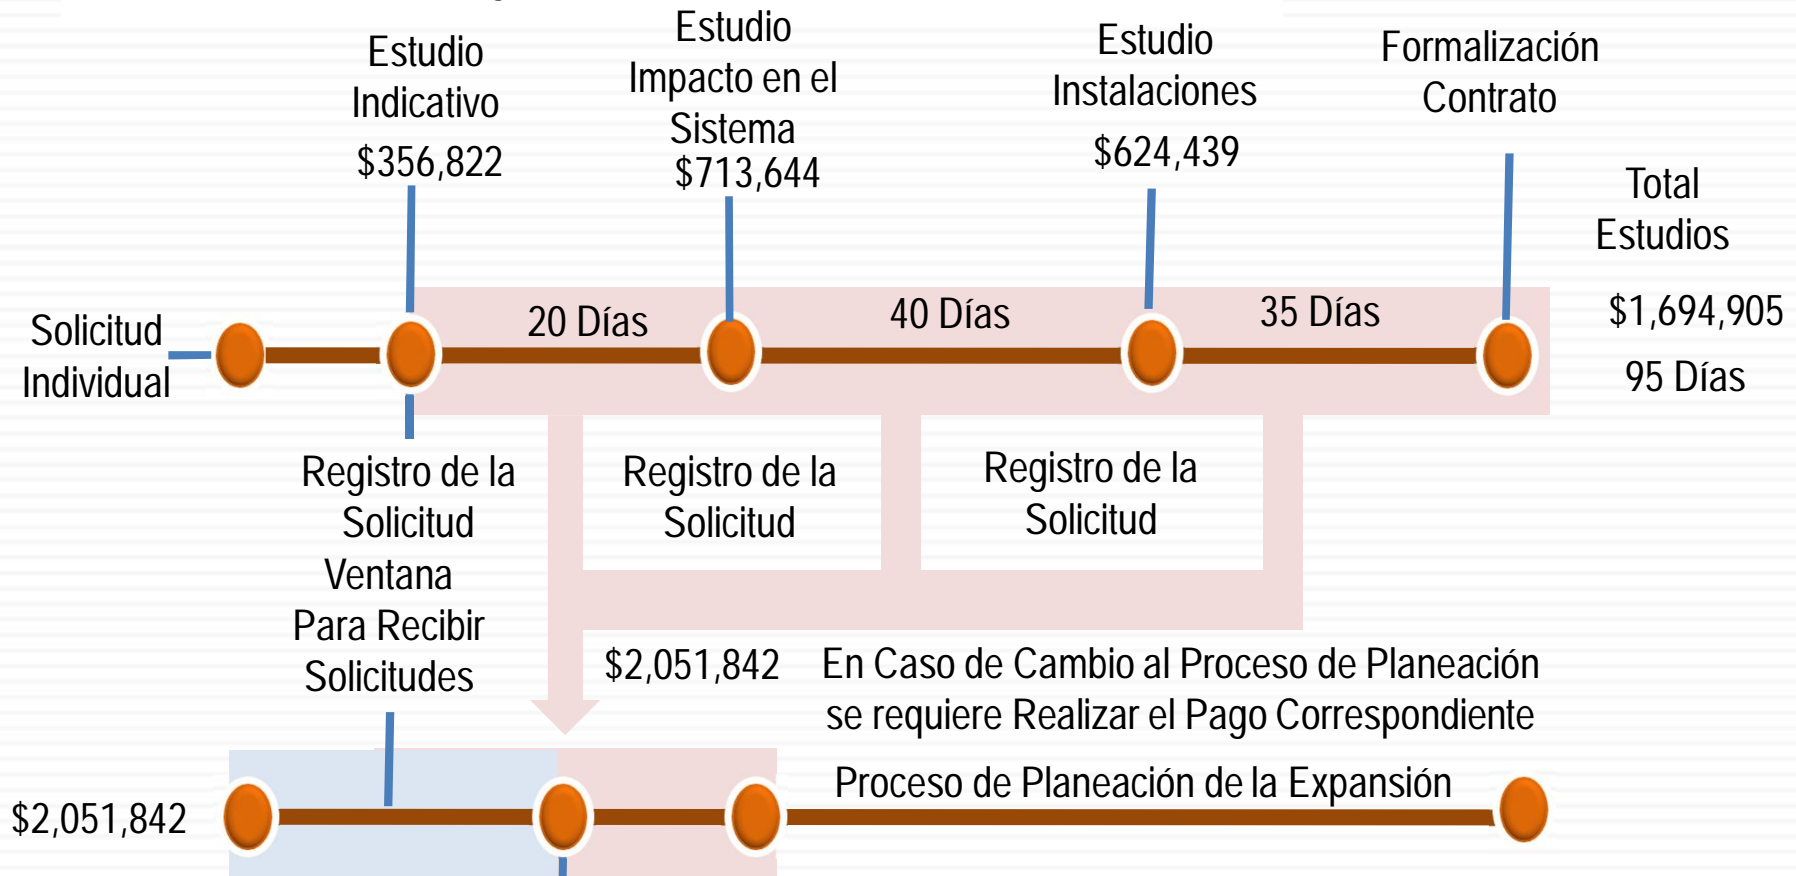 Estudio
Indicativo
$356,822
Estudio
Impacto en el
Sistema
$713,644
Estudio
Instalaciones
$624,439
Formalización
Contrato
Total
Estudios
$1,694,905
95 Días
Solicitud
Individual
20 Días
40 Días
35 Días
Registro de la
Solicitud
Ventana
Para Recibir
Solicitudes
Registro de la
Solicitud
Registro de la
Solicitud
$2,051,842
En Caso de Cambio al Proceso de Planeación
se requiere Realizar el Pago Correspondiente
Proceso de Planeación de la Expansión
$2,051,842